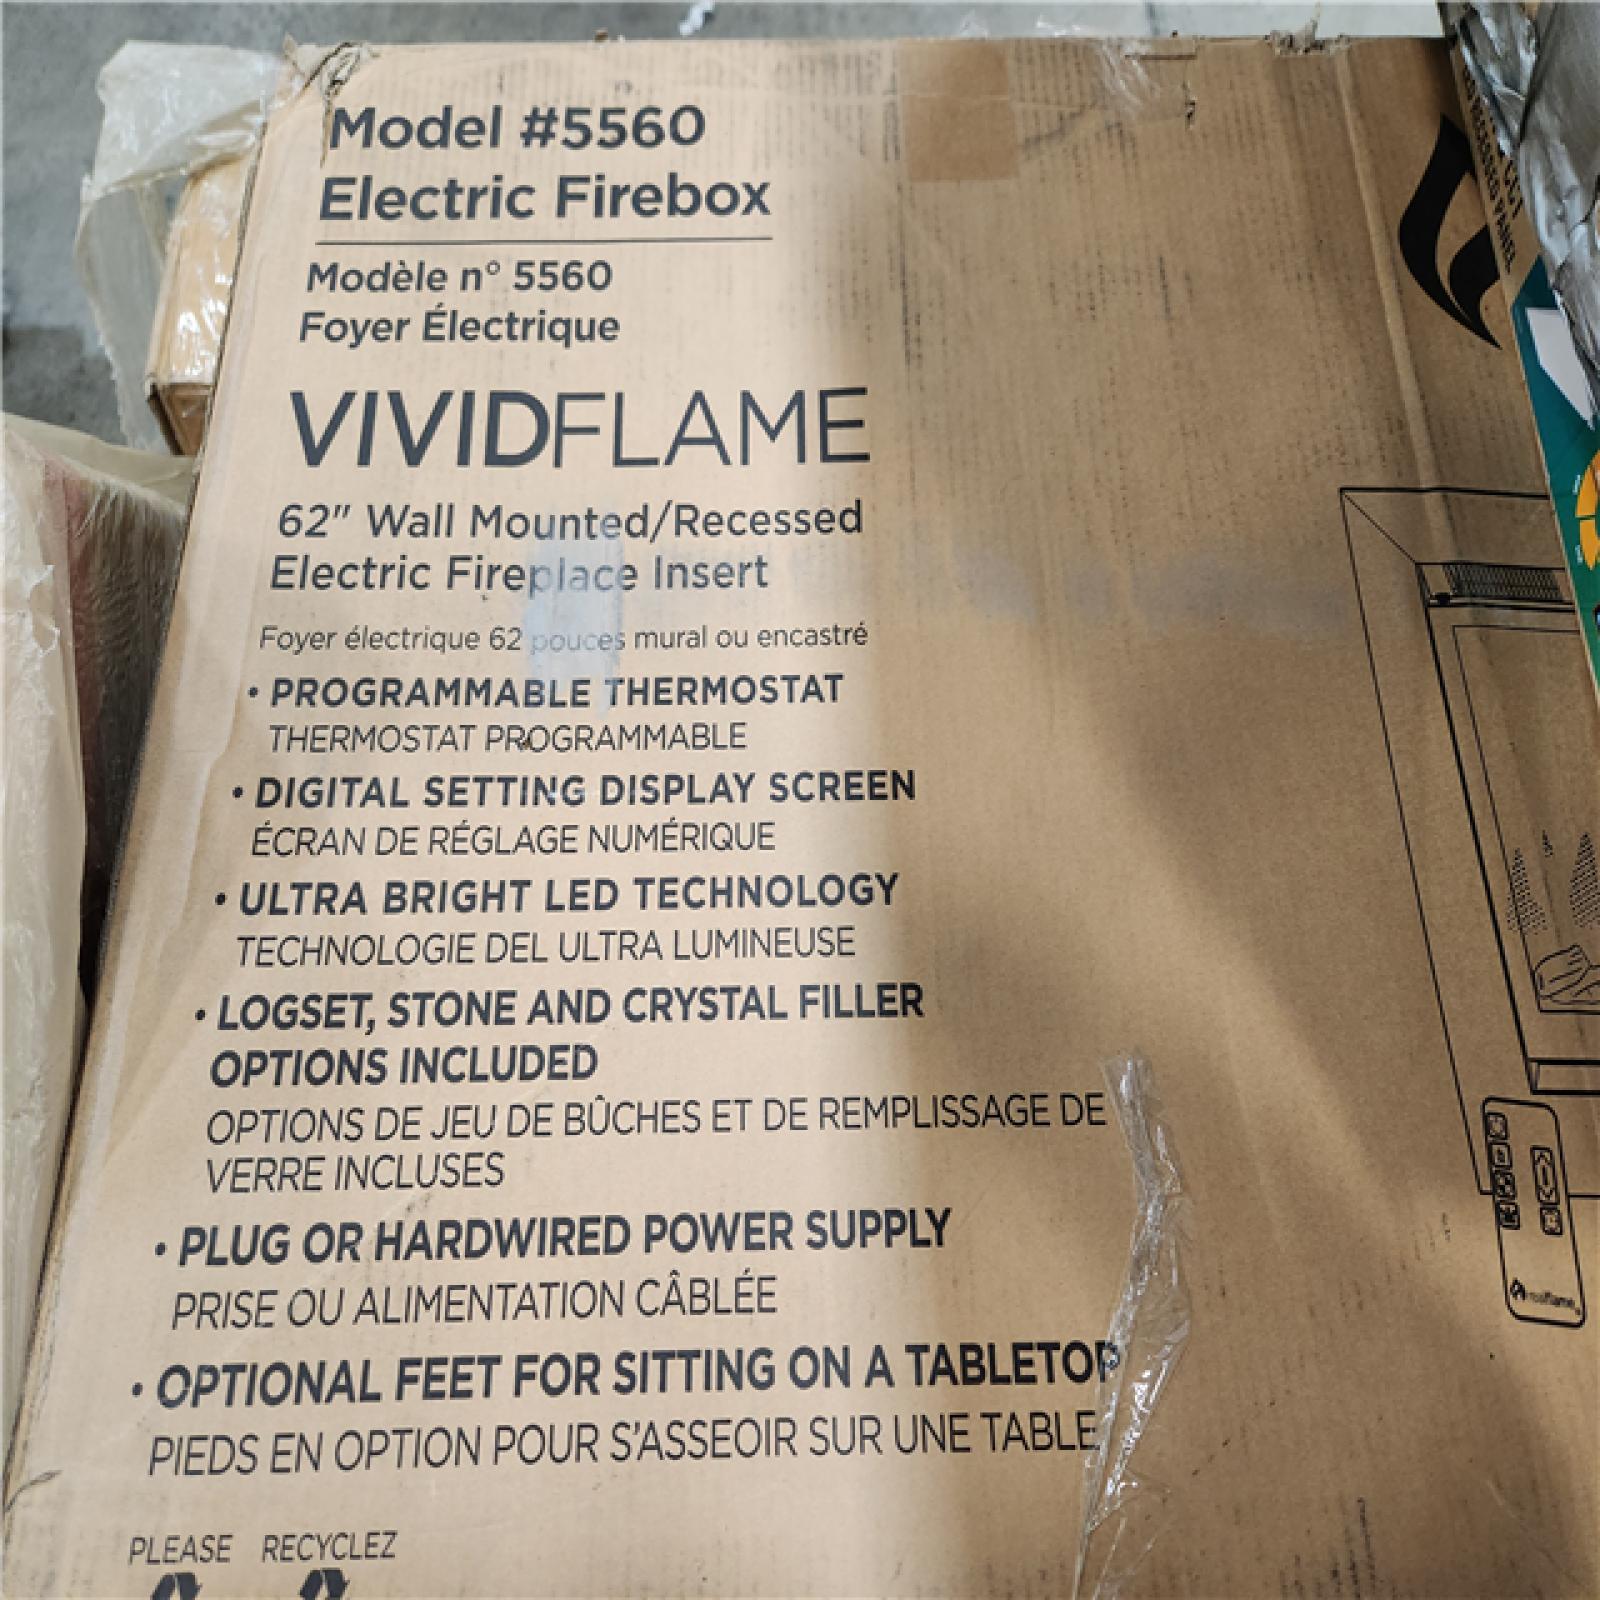 Model #5560
Electric Firebox
Modèle n° 5560
Foyer Électrique
VIVIDFLAME
62" Wall Mounted/Recessed
Electric Fireplace Insert
Foyer électrique 62 pouces mural ou encastré
• PROGRAMMABLE THERMOSTAT
THERMOSTAT PROGRAMMABLE
• DIGITAL SETTING DISPLAY SCREEN
ÉCRAN DE RÉGLAGE NUMÉRIQUE
• ULTRA BRIGHT LED TECHNOLOGY
TECHNOLOGIE DEL ULTRA LUMINEUSE
• LOGSET, STONE AND CRYSTAL FILLER
OPTIONS INCLUDED
OPTIONS DE JEU DE BÛCHES ET DE REMPLISSAGE DE
VERRE INCLUSES
• PLUG OR HARDWIRED POWER SUPPLY
PRISE OU ALIMENTATION CÂBLÉE
• OPTIONAL FEET FOR SITTING ON A TABLETOP
PIEDS EN OPTION POUR S'ASSEOIR SUR UNE TABLE
PLEASE RECYCLEZ
PANEL